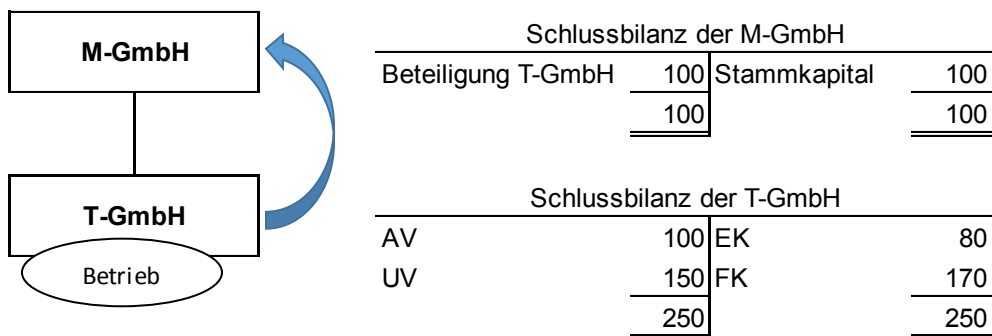 M-GmbH
T-GmbH
Betrieb
Schlussbilanz der M-GmbH
Beteiligung T-GmbH 100 Stammkapital 100
100 100
Schlussbilanz der T-GmbH
AV 100 EK 80
UV 150 FK 170
250 250